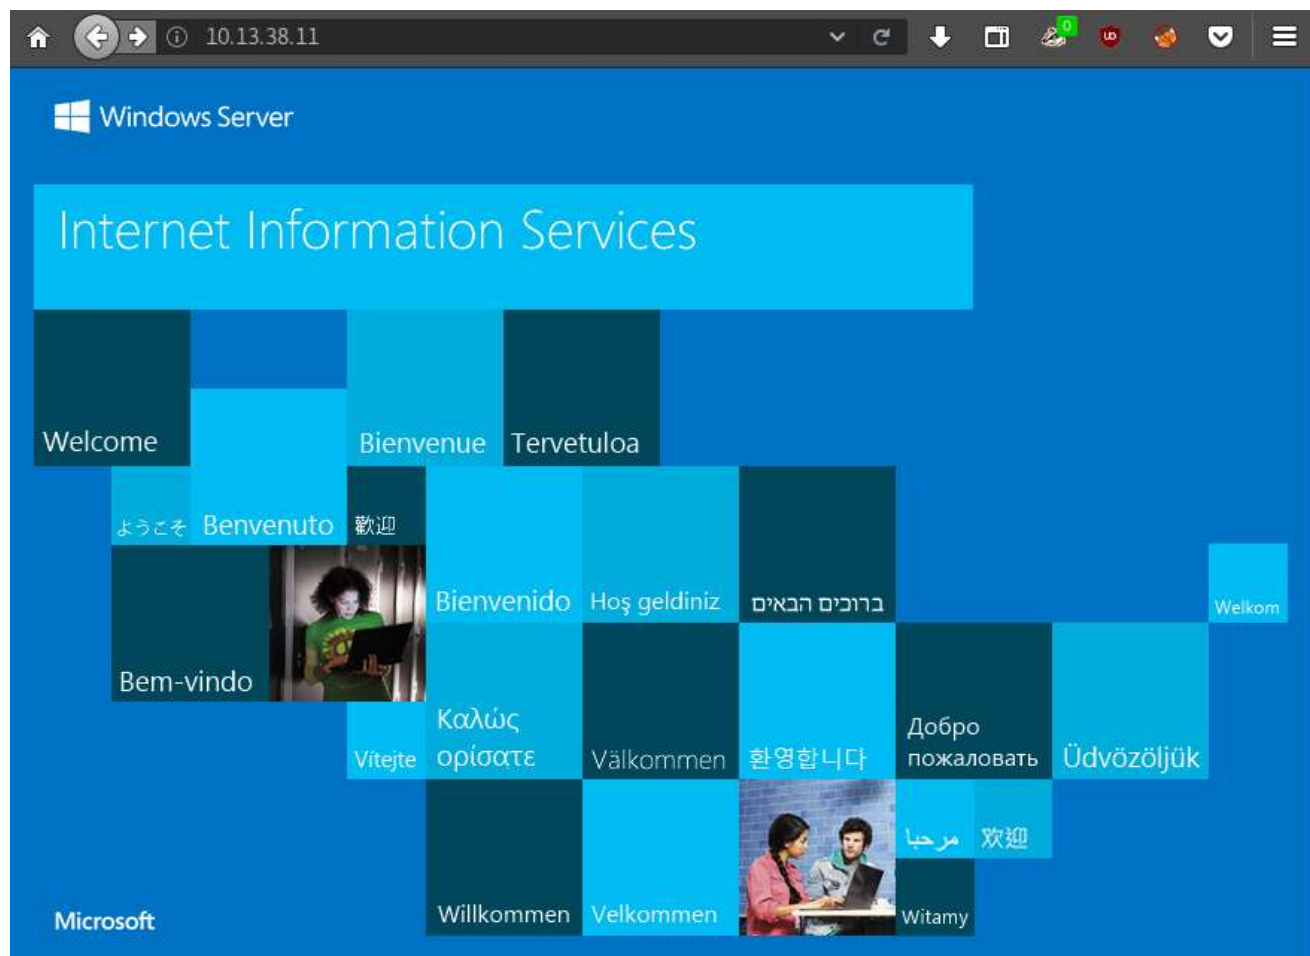 10.13.38.11
0
Windows Server
Internet Information Services
Welcome
Bienvenue
Tervetuloa
ようこそ
Benvenuto
歡迎
Bienvenido
Hoş geldiniz
ברוכים הבאים
Welkom
Bem-vindo
Vítejte
Καλώς
ορίσατε
Välkommen
환영합니다
Добро
пожаловать
Üdvözöljük
مرحبا
欢迎
Willkommen
Velkommen
Witamy
Microsoft